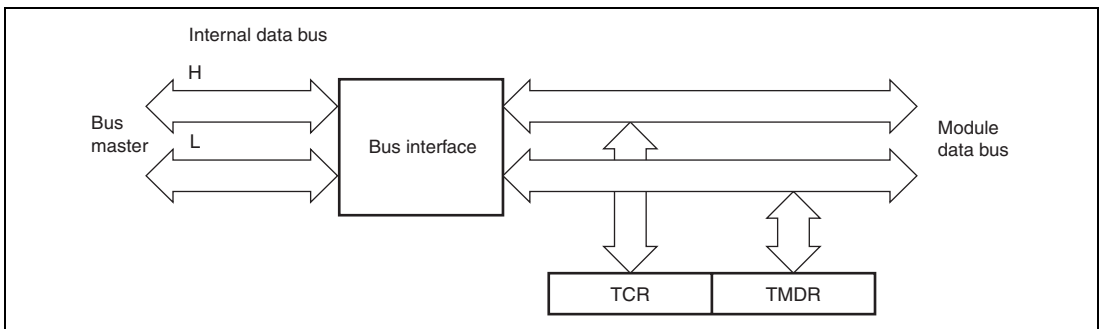 Internal data bus
H
Bus
master
L
Bus interface
Module
data bus
TCR
TMDR